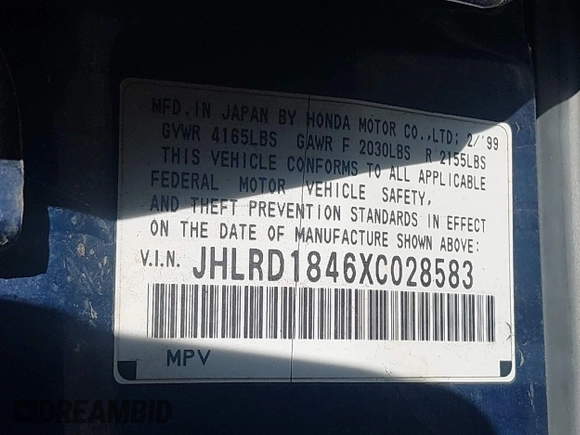 MFD. IN JAPAN BY HONDA MOTOR CO.,LTD; 2/'99
GVWR 4165LBS GAWR F 2030LBS R 2155LBS
THIS VEHICLE CONFORMS TO ALL APPLICABLE
FEDERAL MOTOR VEHICLE SAFETY,
AND THEFT PREVENTION STANDARDS IN EFFECT
ON THE DATE OF MANUFACTURE SHOWN ABOVE:
V.I.N. JHLRD1846XC028583
MPV
DREAMBID